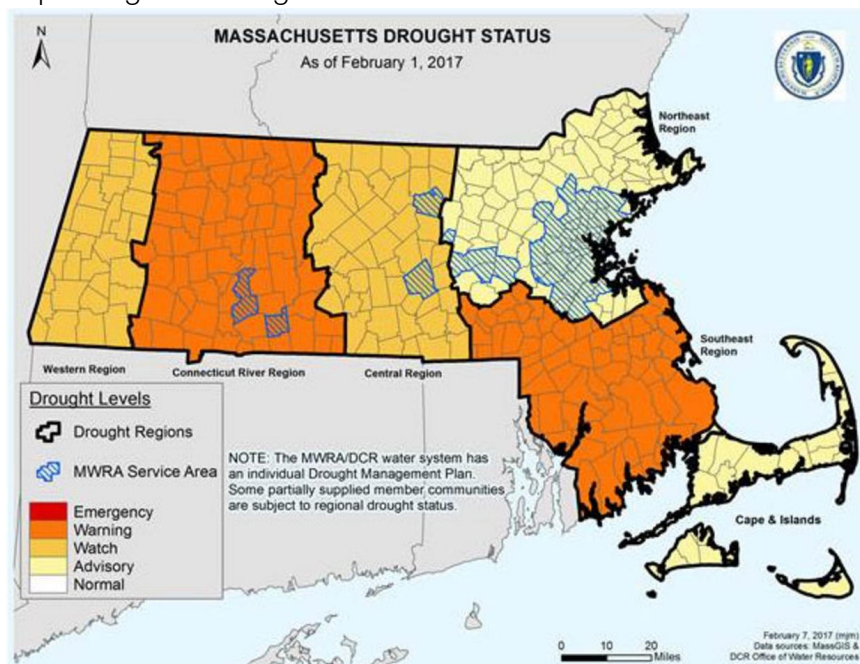 MASSACHUSETTS DROUGHT STATUS
As of February 1, 2017
N
Northeast
Region
Southeast
Region
Western Region
Connecticut River Region
Central Region
Cape & Islands
Drought Levels
Drought Regions
MWRA Service Area
Emergency
Warning
Watch
Advisory
Normal
NOTE: The MWRA/DCR water system has
an individual Drought Management Plan.
Some partially supplied member communities
are subject to regional drought status.
0 10 20
Miles
February 7, 2017 (mjm)
Data sources: MassGIS &
DCR Office of Water Resources